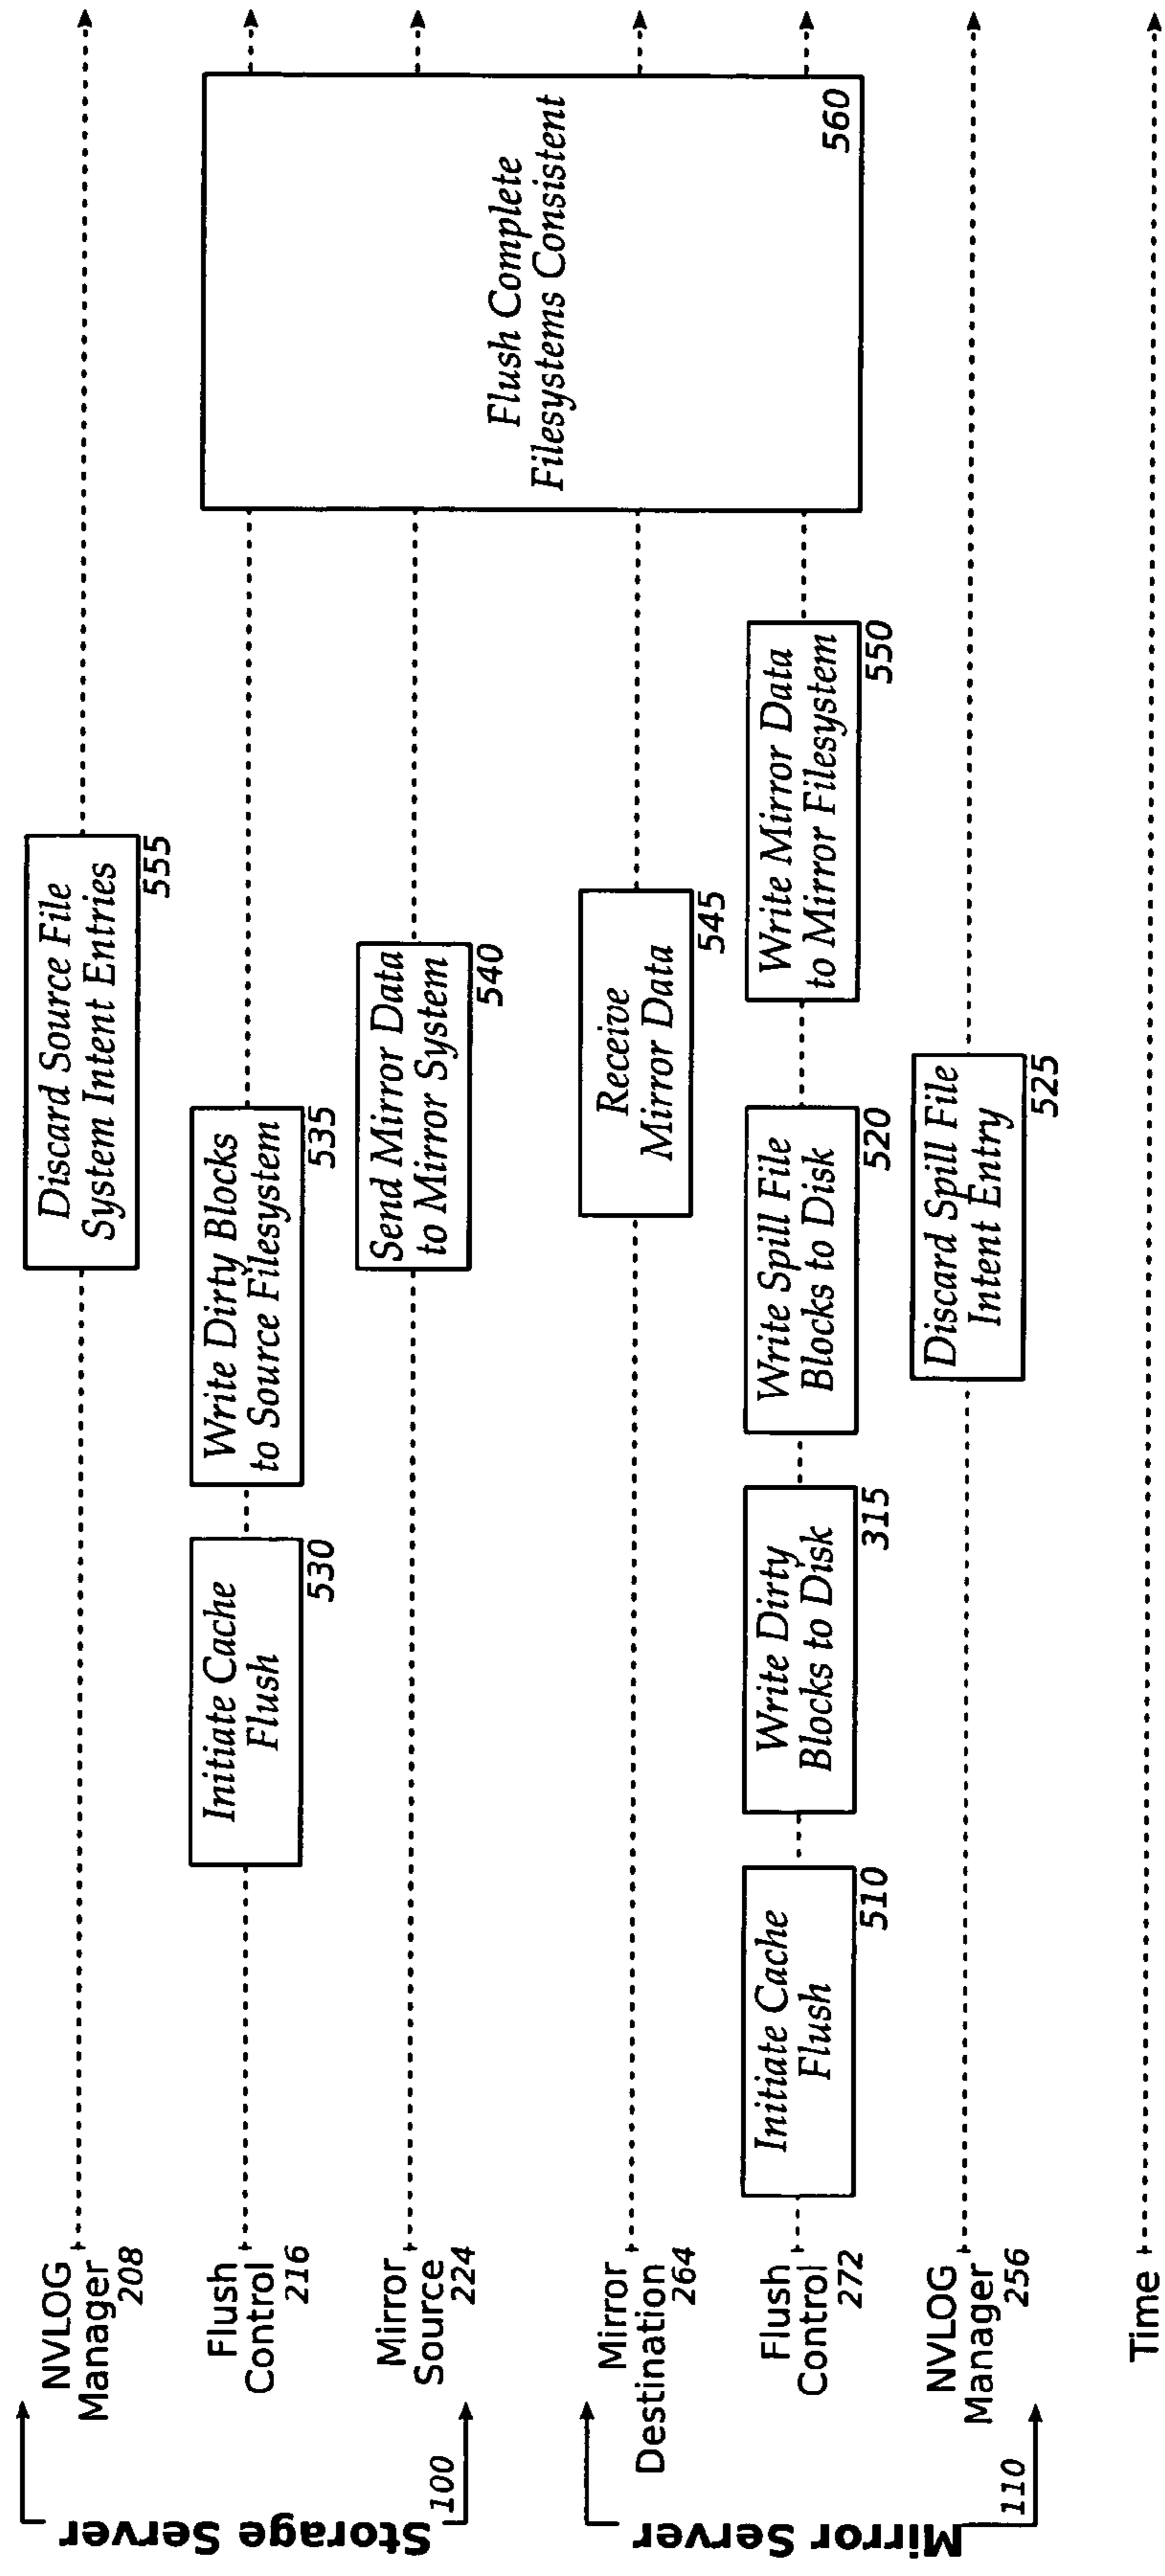 Storage Server
100
NVLOG
Manager
208
Discard Source File
System Intent Entries
555
Flush
Control
216
Initiate Cache
Flush
530
Write Dirty Blocks
to Source Filesystem
535
Mirror
Source
224
Send Mirror Data
to Mirror System
540
Flush Complete
Filesystems Consistent
560
Mirror Server
110
Mirror
Destination
264
Receive
Mirror Data
545
Flush
Control
272
Initiate Cache
Flush
510
Write Dirty
Blocks to Disk
315
Write Spill File
Blocks to Disk
520
Write Mirror Data
to Mirror Filesystem
550
NVLOG
Manager
256
Discard Spill File
Intent Entry
525
Time